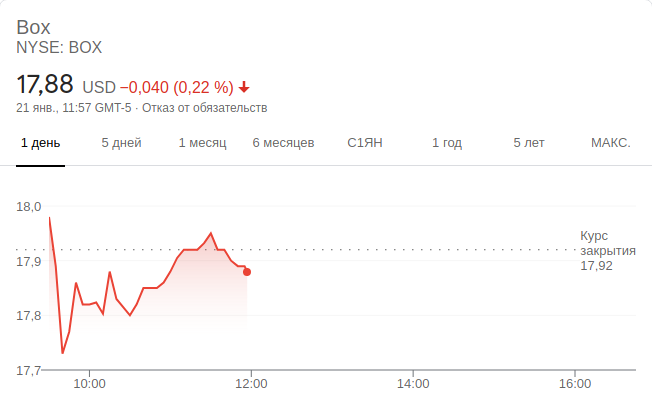 Box
NYSE: BOX
17,88 USD −0,040 (0,22 %)
21 янв., 11:57 GMT-5 · Отказ от обязательств
1 день 5 дней 1 месяц 6 месяцев С1ЯН 1 год 5 лет МАКС.
18,0
17,9
17,8
17,7
Курс
закрытия
17,92
10:00 12:00 14:00 16:00